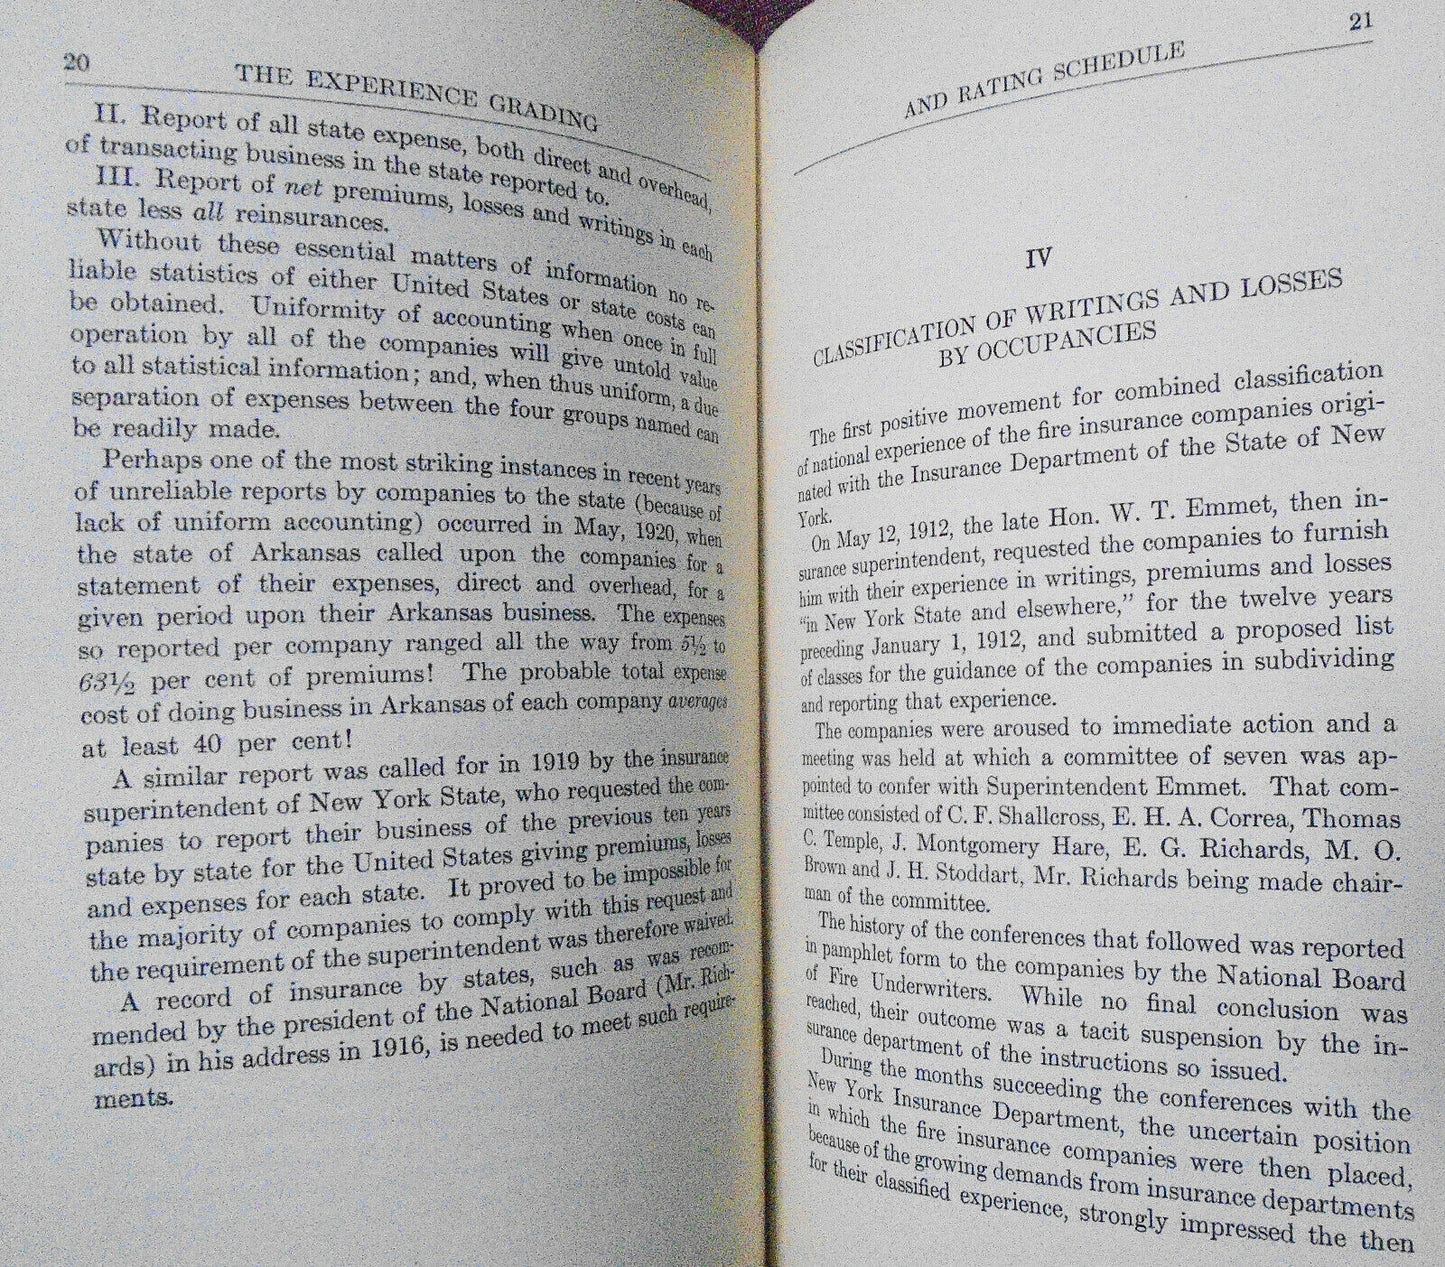 20
THE EXPERIENCE GRADING
II. Report of all state expense, both direct and overhead,
of transacting business in the state reported to.
III. Report of net premiums, losses and writings in each
state less all reinsurances.
Without these essential matters of information no re-
liable statistics of either United States or state costs can
be obtained. Uniformity of accounting when once in full
operation by all of the companies will give untold value
to all statistical information; and, when thus uniform, a due
separation of expenses between the four groups named can
be readily made.
Perhaps one of the most striking instances in recent years
of unreliable reports by companies to the state (because of
lack of uniform accounting) occurred in May, 1920, when
the state of Arkansas called upon the companies for a
statement of their expenses, direct and overhead, for a
given period upon their Arkansas business. The expenses
so reported per company ranged all the way from 5½ to
63½ per cent of premiums! The probable total expense
cost of doing business in Arkansas of each company averages
at least 40 per cent!
A similar report was called for in 1919 by the insurance
superintendent of New York State, who requested the com-
panies to report their business of the previous ten years
state by state for the United States giving premiums, losses
and expenses for each state. It proved to be impossible for
the majority of companies to comply with this request and
the requirement of the superintendent was therefore waived.
A record of insurance by states, such as was recom-
mended by the president of the National Board (Mr. Rich-
ards) in his address in 1916, is needed to meet such require-
ments.
21
AND RATING SCHEDULE
IV
CLASSIFICATION OF WRITINGS AND LOSSES
BY OCCUPANCIES
The first positive movement for combined classification
of national experience of the fire insurance companies origi-
nated with the Insurance Department of the State of New
York.
On May 12, 1912, the late Hon. W. T. Emmet, then in-
surance superintendent, requested the companies to furnish
him with their experience in writings, premiums and losses
"in New York State and elsewhere," for the twelve years
preceding January 1, 1912, and submitted a proposed list
of classes for the guidance of the companies in subdividing
and reporting that experience.
The companies were aroused to immediate action and a
meeting was held at which a committee of seven was ap-
pointed to confer with Superintendent Emmet. That com-
mittee consisted of C. F. Shallcross, E. H. A. Correa, Thomas
C. Temple, J. Montgomery Hare, E. G. Richards, M. O.
Brown and J. H. Stoddart, Mr. Richards being made chair-
man of the committee.
The history of the conferences that followed was reported
in pamphlet form to the companies by the National Board
of Fire Underwriters. While no final conclusion was
reached, their outcome was a tacit suspension by the in-
surance department of the instructions so issued.
During the months succeeding the conferences with the
New York Insurance Department, the uncertain position
in which the fire insurance companies were then placed,
because of the growing demands from insurance departments
for their classified experience, strongly impressed the then